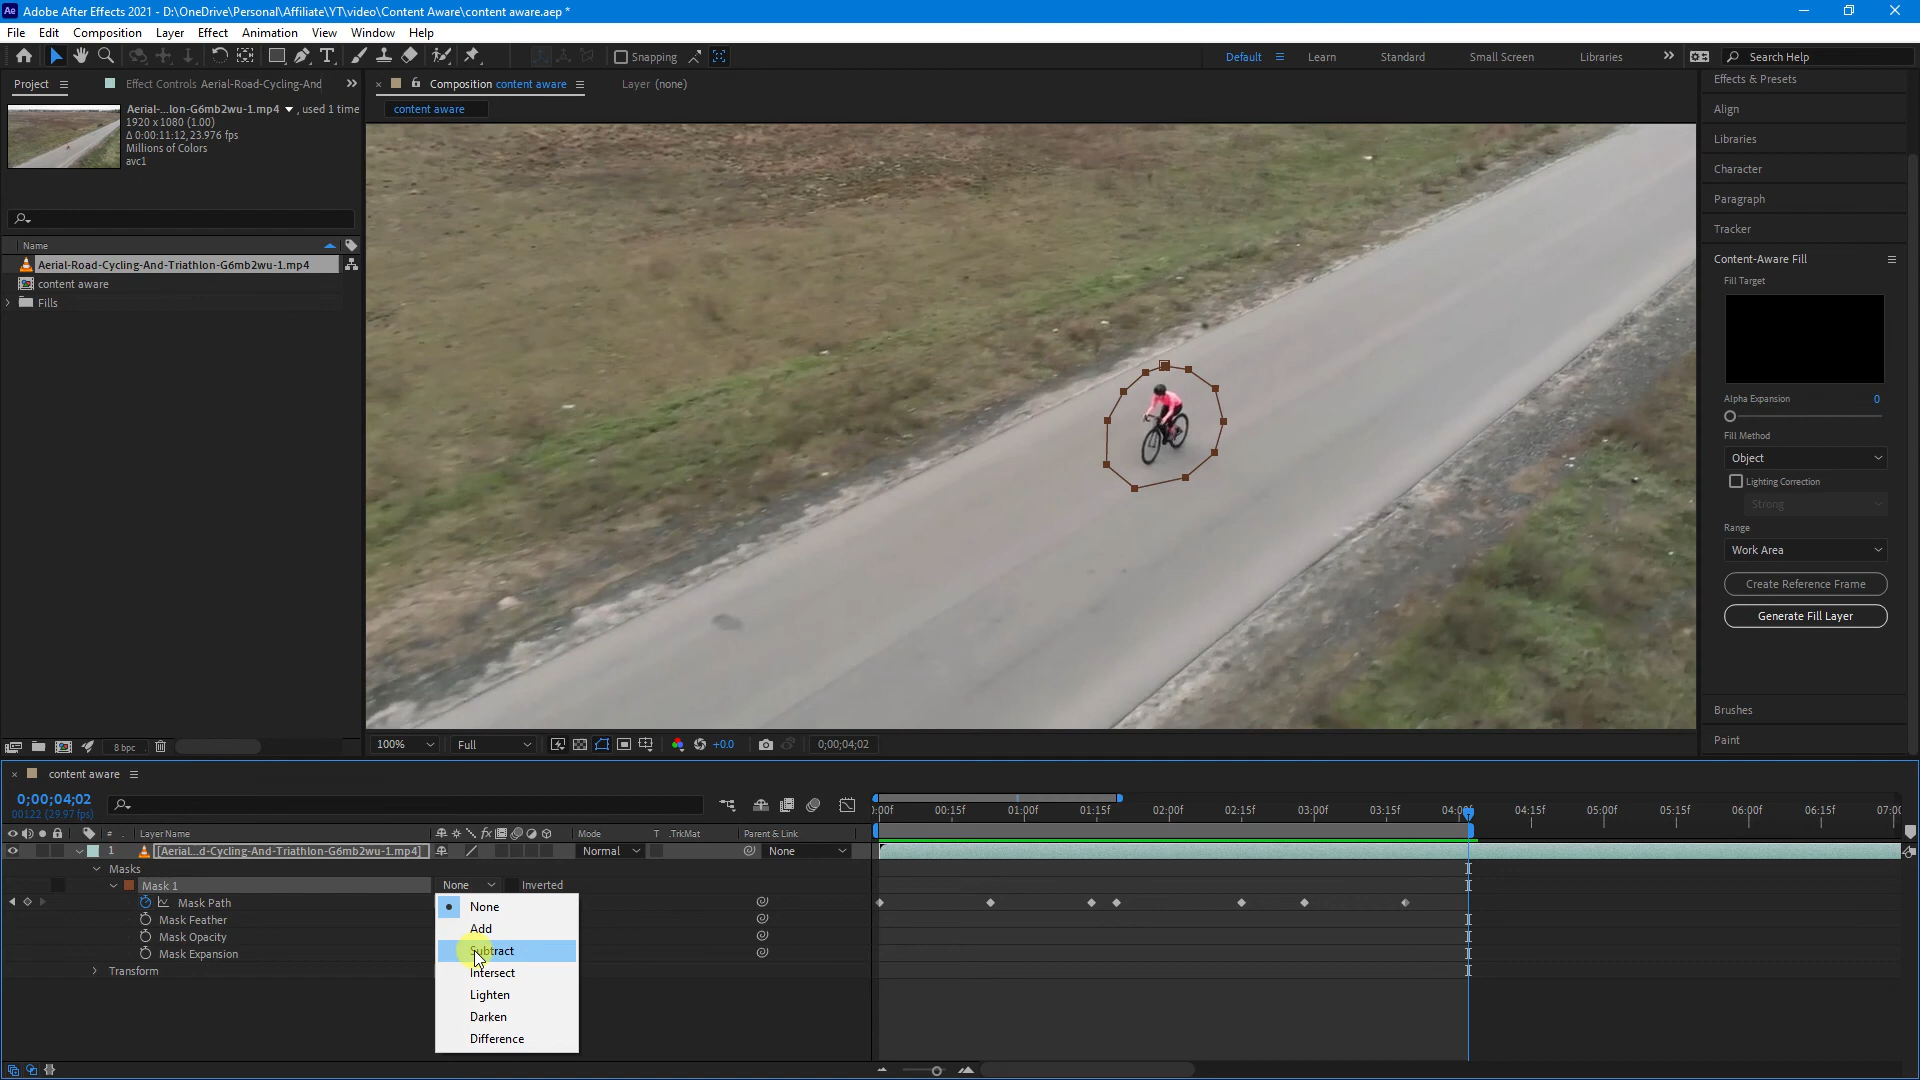 Ae Adobe After Effects 2021 - D:\OneDrive\Personal\Affiliate\YT\video\Content Aware\content aware.aep *
File Edit Composition Layer Effect Animation View Window Help
Snapping Default Learn Standard Small Screen Libraries Search Help
Project Effect Controls Aerial-Road-Cycling-And
Composition content aware Layer (none)
content aware
Aerial-...lon-G6mb2wu-1.mp4 , used 1 time
1920 x 1080 (1.00)
Δ 0:00:11:12, 23.976 fps
Millions of Colors
avc1
Name
Aerial-Road-Cycling-And-Triathlon-G6mb2wu-1.mp4
content aware
Fills
8 bpc
100% Full +0.0 0;00;04;02
Effects & Presets
Align
Libraries
Character
Paragraph
Tracker
Content-Aware Fill
Fill Target
Alpha Expansion 0
Fill Method
Object
Lighting Correction
Strong
Range
Work Area
Create Reference Frame
Generate Fill Layer
Brushes
Paint
content aware
0;00;04;02
00122 (29.97 fps)
:00f 00:15f 01:00f 01:15f 02:00f 02:15f 03:00f 03:15f 04:00f 04:15f 05:00f 05:15f 06:00f 06:15f 07:00
# Layer Name Mode T .TrkMat Parent & Link
1 [Aerial...d-Cycling-And-Triathlon-G6mb2wu-1.mp4] Normal None
Masks
Mask 1 None Inverted
Mask Path
Mask Feather
Mask Opacity
Mask Expansion
Transform
None
Add
Subtract
Intersect
Lighten
Darken
Difference